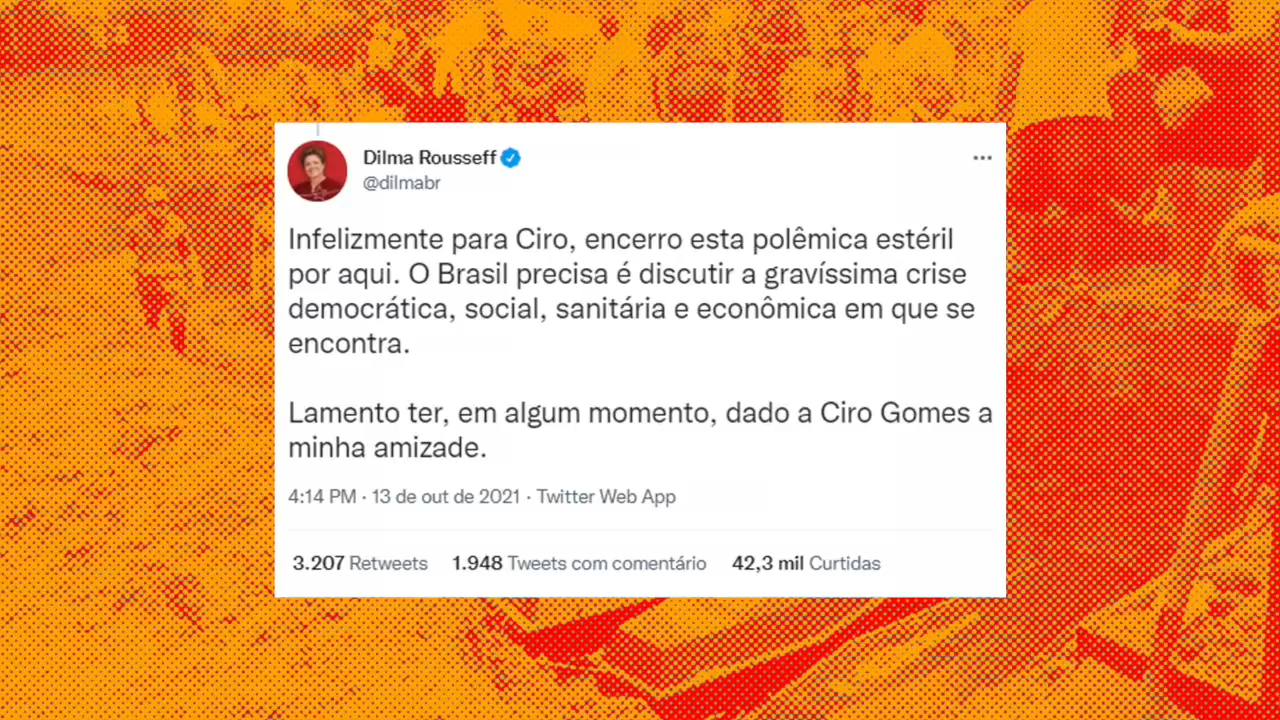 Dilma Rousseff
@dilmabr
Infelizmente para Ciro, encerro esta polêmica estéril
por aqui. O Brasil precisa é discutir a gravíssima crise
democrática, social, sanitária e econômica em que se
encontra.
Lamento ter, em algum momento, dado a Ciro Gomes a
minha amizade.
4:14 PM · 13 de out de 2021 · Twitter Web App
3.207 Retweets 1.948 Tweets com comentário 42,3 mil Curtidas